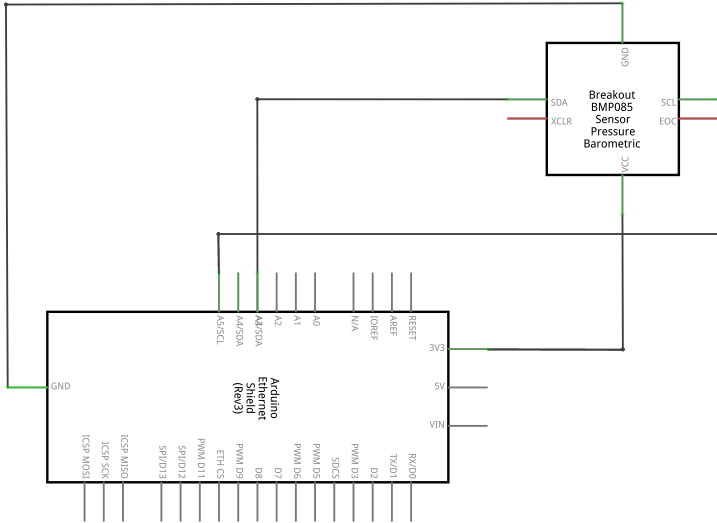 GND
SDA
XCLR
Breakout
BMP085
Sensor
Pressure
Barometric
SCL
EOC
VCC
A5/SCL
A4/SDA
A2
A1
A0
N/A
IOREF
AREF
RESET
3V3
GND
Arduino
Ethernet
Shield
(Rev3)
5V
VIN
ICSP MOSI
ICSP SCK
ICSP MISO
SPI/D13
SPI/D12
PWM D11
ETH CS
PWM D9
D8
D7
PWM D6
PWM D5
SDCS
PWM D3
D2
TX/D1
RX/D0